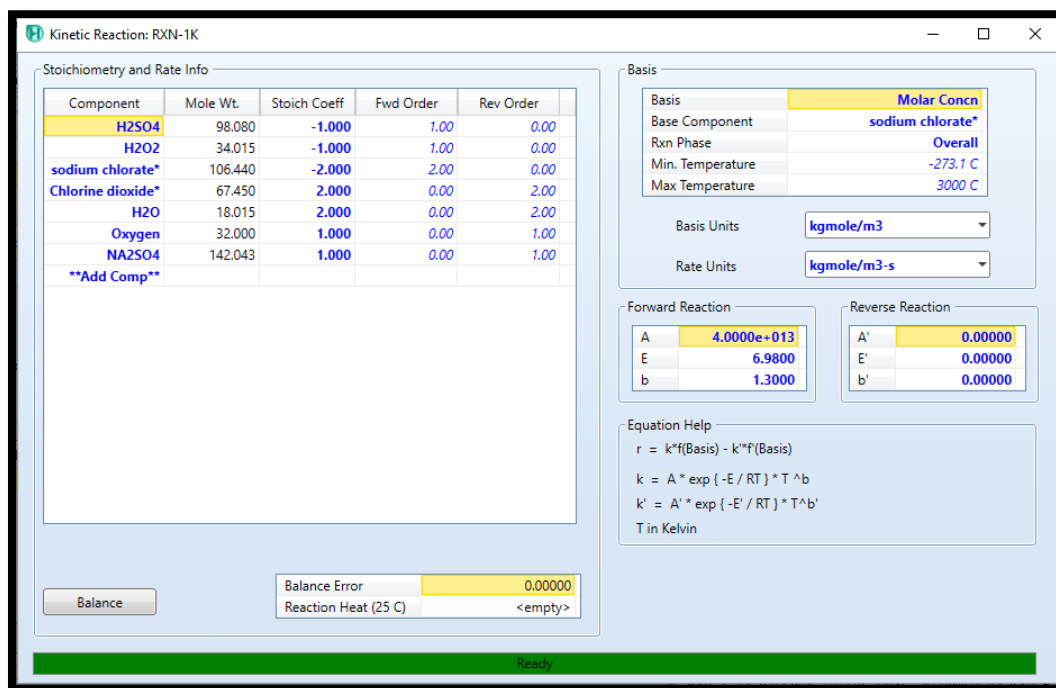 Kinetic Reaction: RXN-1K
Stoichiometry and Rate Info
Component Mole Wt. Stoich Coeff Fwd Order Rev Order
H2SO4 98.080 -1.000 1.00 0.00
H2O2 34.015 -1.000 1.00 0.00
sodium chlorate* 106.440 -2.000 2.00 0.00
Chlorine dioxide* 67.450 2.000 0.00 2.00
H2O 18.015 2.000 0.00 2.00
Oxygen 32.000 1.000 0.00 1.00
NA2SO4 142.043 1.000 0.00 1.00
**Add Comp**
Balance
Balance Error 0.00000
Reaction Heat (25 C) <empty>
Basis
Basis Molar Concn
Base Component sodium chlorate*
Rxn Phase Overall
Min. Temperature -273.1 C
Max Temperature 3000 C
Basis Units kgmole/m3
Rate Units kgmole/m3-s
Forward Reaction
A 4.0000e+013
E 6.9800
b 1.3000
Reverse Reaction
A' 0.00000
E' 0.00000
b' 0.00000
Equation Help
r = k*f(Basis) - k'*f'(Basis)
k = A * exp { -E / RT } * T ^b
k' = A' * exp { -E' / RT } * T^b'
T in Kelvin
Ready